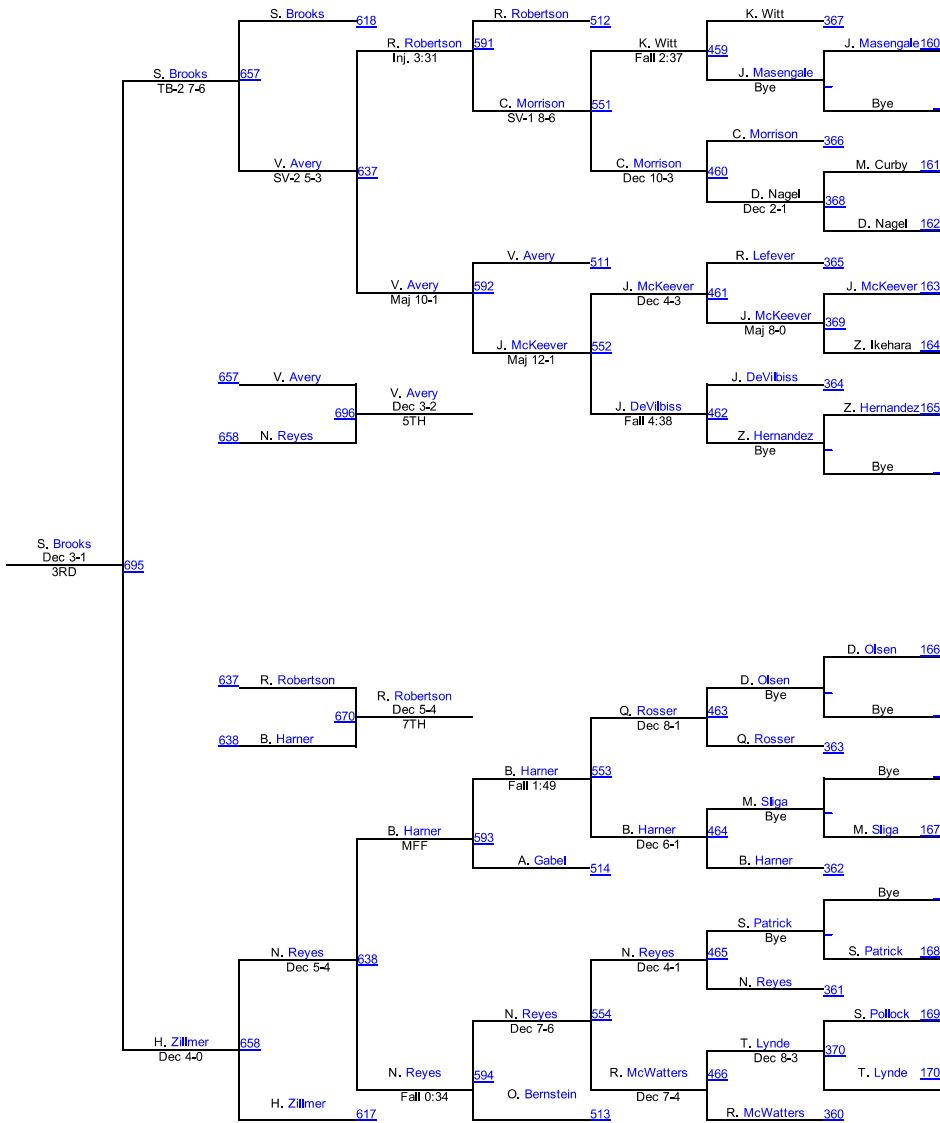 S. Brooks
618
R. Robertson
512
K. Witt
367
R. Robertson
Inj. 3:31
591
K. Witt
Fall 2:37
459
J. Masengale 160
S. Brooks
TB-2 7-6
657
J. Masengale
Bye
C. Morrison
SV-1 8-6
551
Bye
C. Morrison
366
V. Avery
SV-2 5-3
637
C. Morrison
Dec 10-3
460
M. Curby 161
D. Nagel
Dec 2-1
368
D. Nagel 162
V. Avery
511
R. Lefever
365
V. Avery
Maj 10-1
592
J. McKeever
Dec 4-3
461
J. McKeever 163
J. McKeever
Maj 8-0
369
J. McKeever
Maj 12-1
552
Z. Ikehara 164
657 V. Avery
J. DeVilbiss
364
V. Avery
Dec 3-2
5TH
696
J. DeVilbiss
Fall 4:38
462
Z. Hernandez 165
658 N. Reyes
Z. Hernandez
Bye
Bye
S. Brooks
Dec 3-1
3RD
695
D. Olsen 166
637 R. Robertson
D. Olsen
Bye
R. Robertson
Dec 5-4
7TH
670
Q. Rosser
Dec 8-1
463
Bye
638 B. Harner
Q. Rosser
363
B. Harner
Fall 1:49
553
Bye
M. Sliga
Bye
B. Harner
MFF
593
B. Harner
Dec 6-1
464
M. Sliga 167
A. Gabel
514
B. Harner
362
Bye
S. Patrick
Bye
N. Reyes
Dec 5-4
638
N. Reyes
Dec 4-1
465
S. Patrick 168
N. Reyes
361
N. Reyes
Dec 7-6
554
S. Pollock 169
H. Zillmer
Dec 4-0
658
T. Lynde
Dec 8-3
370
N. Reyes
Fall 0:34
594
R. McWatters
Dec 7-4
466
T. Lynde 170
H. Zillmer
617
O. Bernstein
513
R. McWatters
360